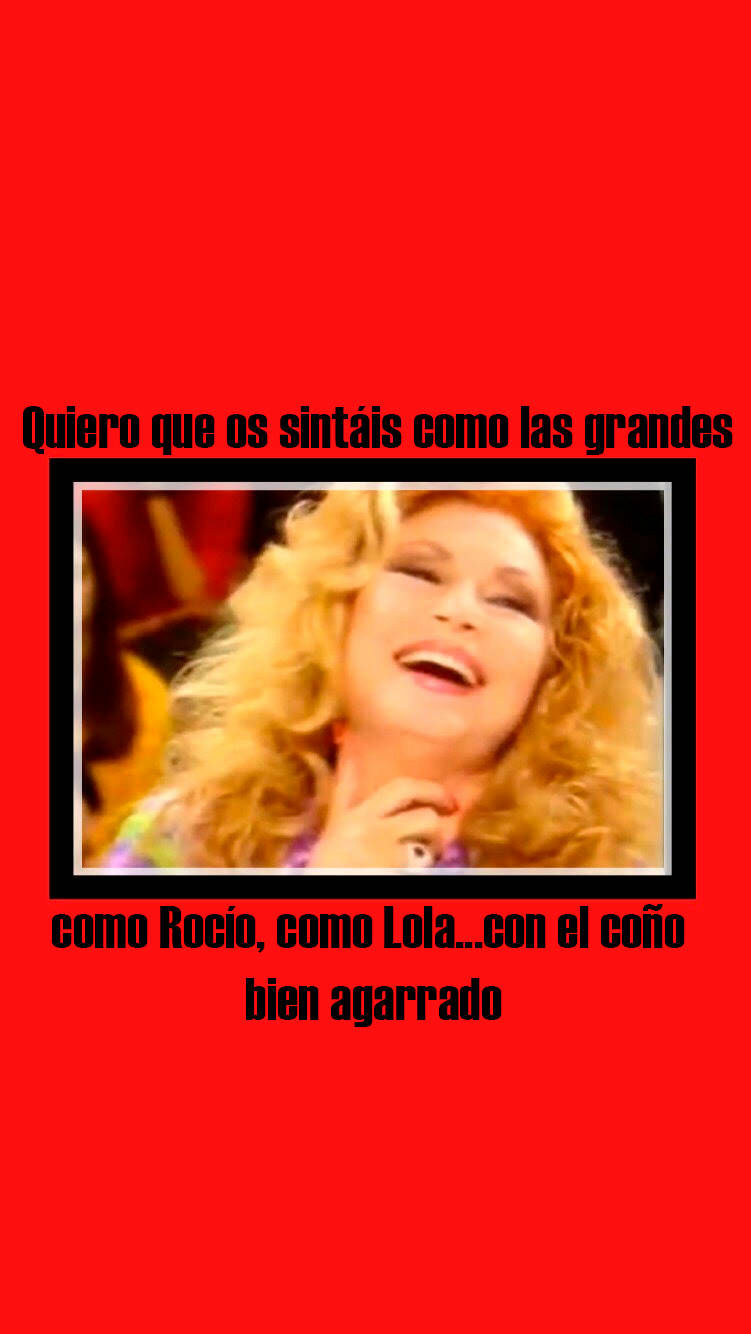 Quiero que os sintáis como las grandes
como Rocío, como Lola...con el coño
bien agarrado